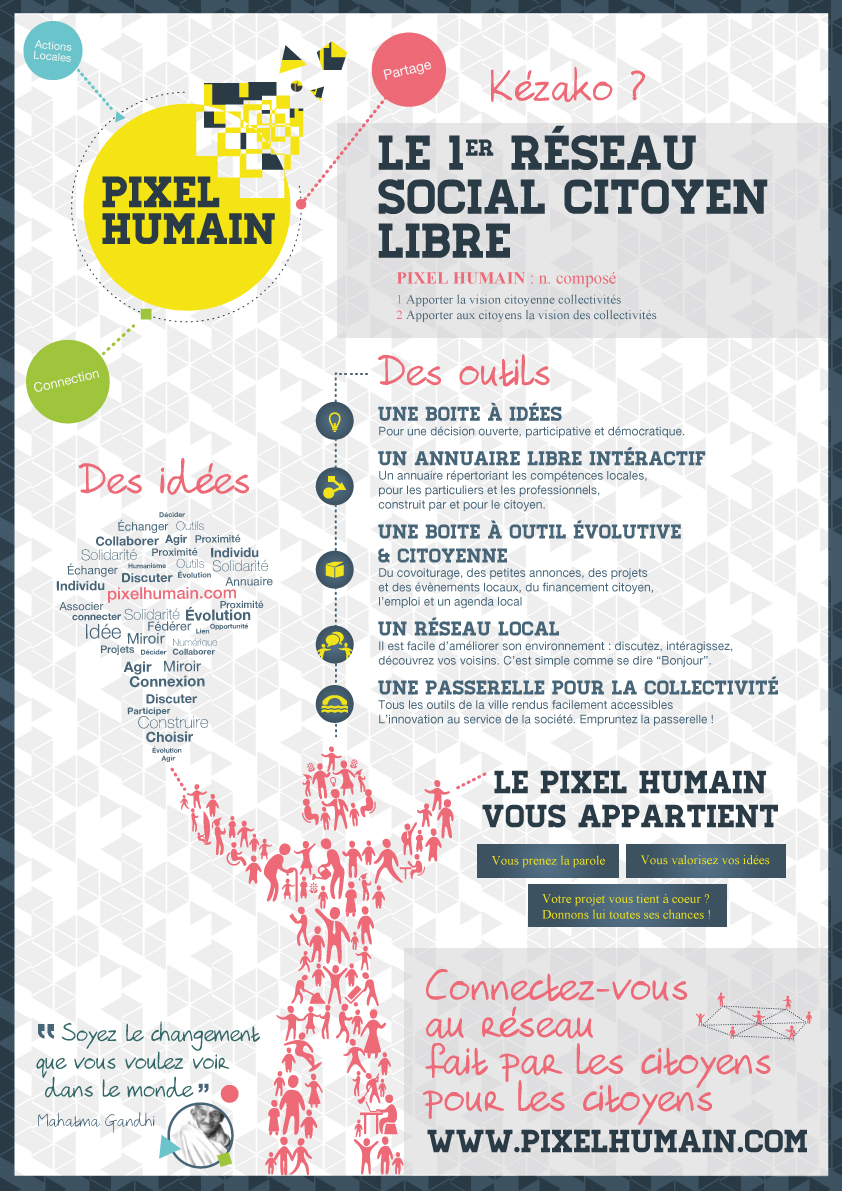 Actions
Locales
Partage
Kézako ?
PIXEL
HUMAIN
LE 1ER RÉSEAU
SOCIAL CITOYEN
LIBRE
PIXEL HUMAIN : n. composé
1 Apporter la vision citoyenne collectivités
2 Apporter aux citoyens la vision des collectivités
Connection
Des outils
UNE BOITE À IDÉES
Pour une décision ouverte, participative et démocratique.
UN ANNUAIRE LIBRE INTÉRACTIF
Un annuaire répertoriant les compétences locales,
pour les particuliers et les professionnels,
construit par et pour le citoyen.
UNE BOITE À OUTIL ÉVOLUTIVE
& CITOYENNE
Du covoiturage, des petites annonces, des projets
et des évènements locaux, du financement citoyen,
l'emploi et un agenda local
UN RÉSEAU LOCAL
Il est facile d'améliorer son environnement : discutez, intéragissez,
découvrez vos voisins. C'est simple comme se dire "Bonjour".
UNE PASSERELLE POUR LA COLLECTIVITÉ
Tous les outils de la ville rendus facilement accessibles
L'innovation au service de la société. Empruntez la passerelle !
Des idées
Décider
Échanger Outils
Collaborer Agir Proximité
Solidarité Proximité Individu
Échanger Humanisme Outils Solidarité
Individu Discuter Évolution Annuaire
pixelhumain.com
Associer Proximité
connecter Solidarité Évolution
Idée Fédérer Lien Opportunité
Miroir Numérique
Projets Décider Collaborer
Agir Miroir
Connexion
Discuter
Participer
Construire
Choisir
Évolution
Agir
LE PIXEL HUMAIN
VOUS APPARTIENT
Vous prenez la parole
Vous valorisez vos idées
Votre projet vous tient à coeur ?
Donnons lui toutes ses chances !
Connectez-vous
au réseau
fait par les citoyens
pour les citoyens
WWW.PIXELHUMAIN.COM
"Soyez le changement
que vous voulez voir
dans le monde"
Mahatma Gandhi